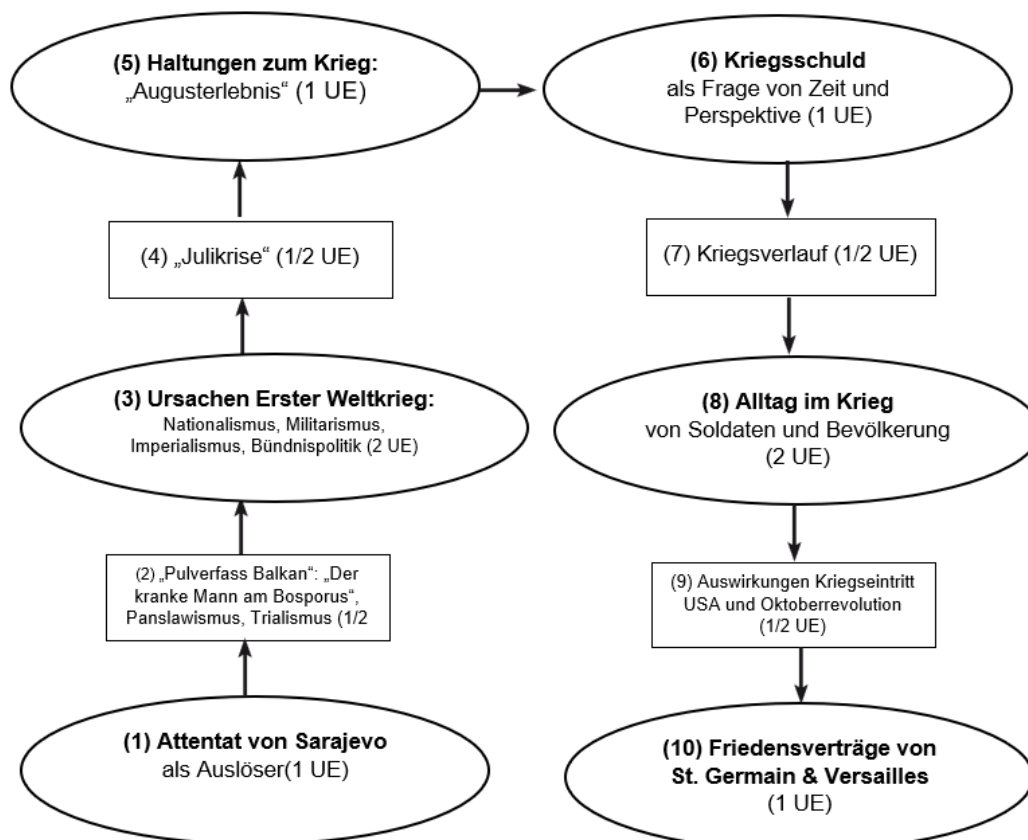 (5) Haltungen zum Krieg:
„Augusterlebnis“ (1 UE)
(6) Kriegsschuld
als Frage von Zeit und
Perspektive (1 UE)
(4) „Julikrise“ (1/2 UE)
(7) Kriegsverlauf (1/2 UE)
(3) Ursachen Erster Weltkrieg:
Nationalismus, Militarismus,
Imperialismus, Bündnispolitik (2 UE)
(8) Alltag im Krieg
von Soldaten und Bevölkerung
(2 UE)
(2) „Pulverfass Balkan“: „Der
kranke Mann am Bosporus“,
Panslawismus, Trialismus (1/2
(9) Auswirkungen Kriegseintritt
USA und Oktoberrevolution
(1/2 UE)
(1) Attentat von Sarajevo
als Auslöser(1 UE)
(10) Friedensverträge von
St. Germain & Versailles
(1 UE)